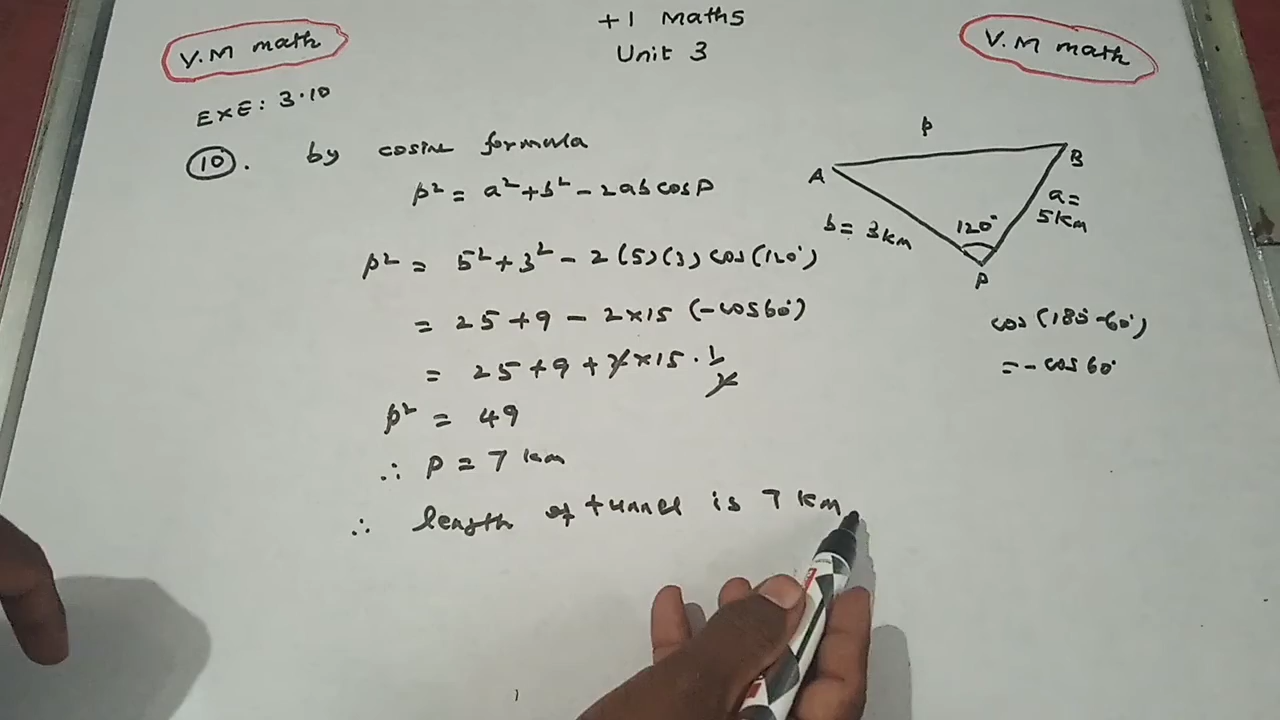 +1 Maths
V.M math
Unit 3
V.M math
EXE: 3.10
10. by cosine formula
p² = a² + b² - 2ab cos P
p² = 5² + 3² - 2(5)(3) cos(120°)
= 25 + 9 - 2×15 (-cos60°)
= 25 + 9 + 2×15 · 1/2
p² = 49
∴ p = 7 km
∴ length of tunnel is 7 km
p
A
B
b = 3km
120°
a =
5km
P
cos(180-60°)
= - cos 60°